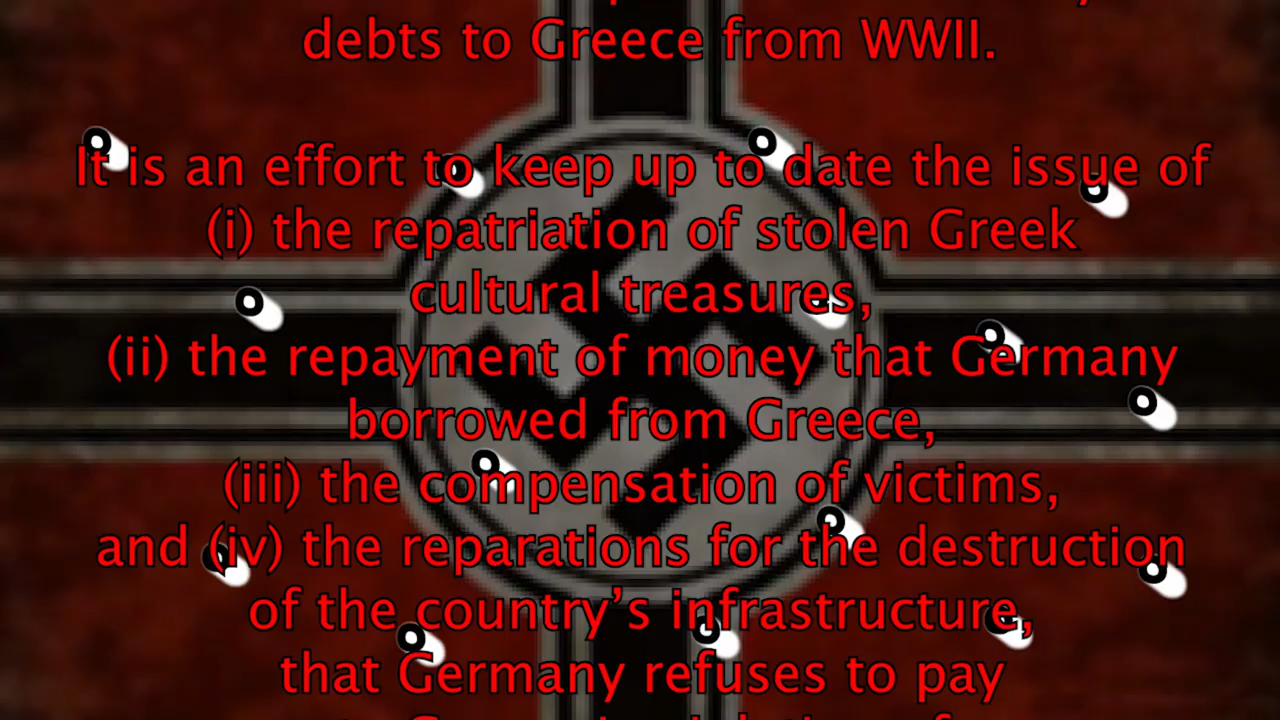 debts to Greece from WWII.
It is an effort to keep up to date the issue of
(i) the repatriation of stolen Greek
cultural treasures,
(ii) the repayment of money that Germany
borrowed from Greece,
(iii) the compensation of victims,
and (iv) the reparations for the destruction
of the country’s infrastructure,
that Germany refuses to pay